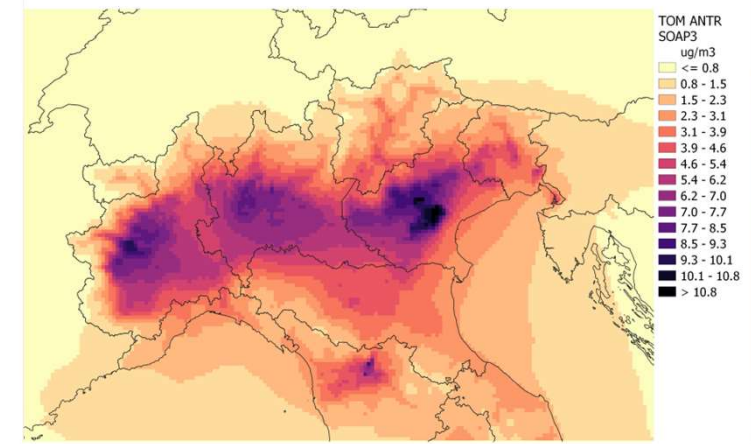 TOM ANTR
SOAP3
ug/m3
<= 0.8
0.8 - 1.5
1.5 - 2.3
2.3 - 3.1
3.1 - 3.9
3.9 - 4.6
4.6 - 5.4
5.4 - 6.2
6.2 - 7.0
7.0 - 7.7
7.7 - 8.5
8.5 - 9.3
9.3 - 10.1
10.1 - 10.8
> 10.8